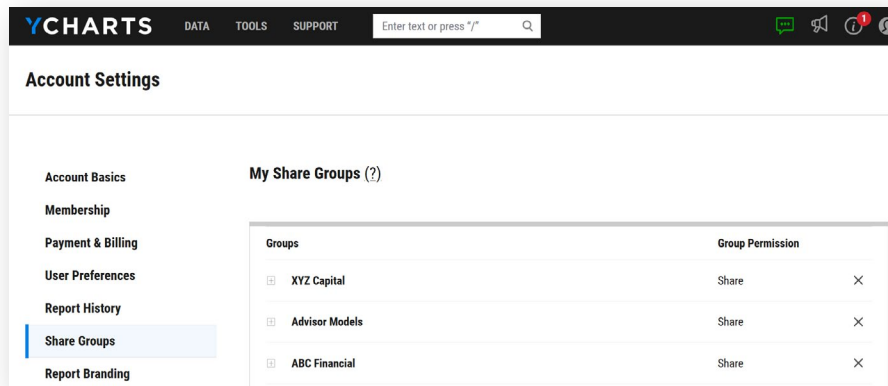 YCHARTS DATA TOOLS SUPPORT Enter text or press "/" 1
Account Settings
Account Basics
Membership
Payment & Billing
User Preferences
Report History
Share Groups
Report Branding
My Share Groups (?)
Groups Group Permission
XYZ Capital Share
Advisor Models Share
ABC Financial Share